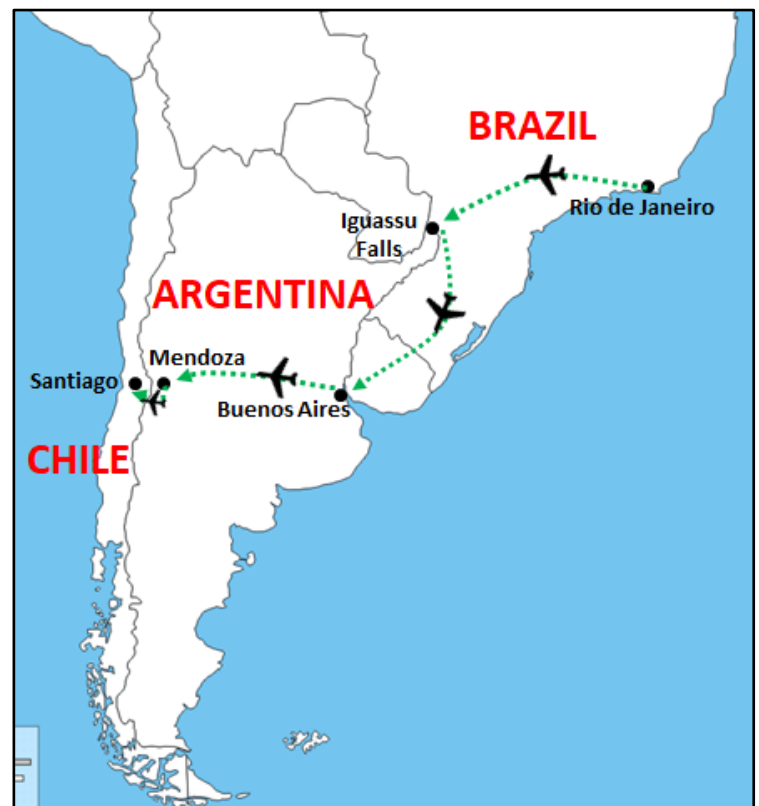 BRAZIL
Rio de Janeiro
Iguassu
Falls
ARGENTINA
Mendoza
Santiago
Buenos Aires
CHILE